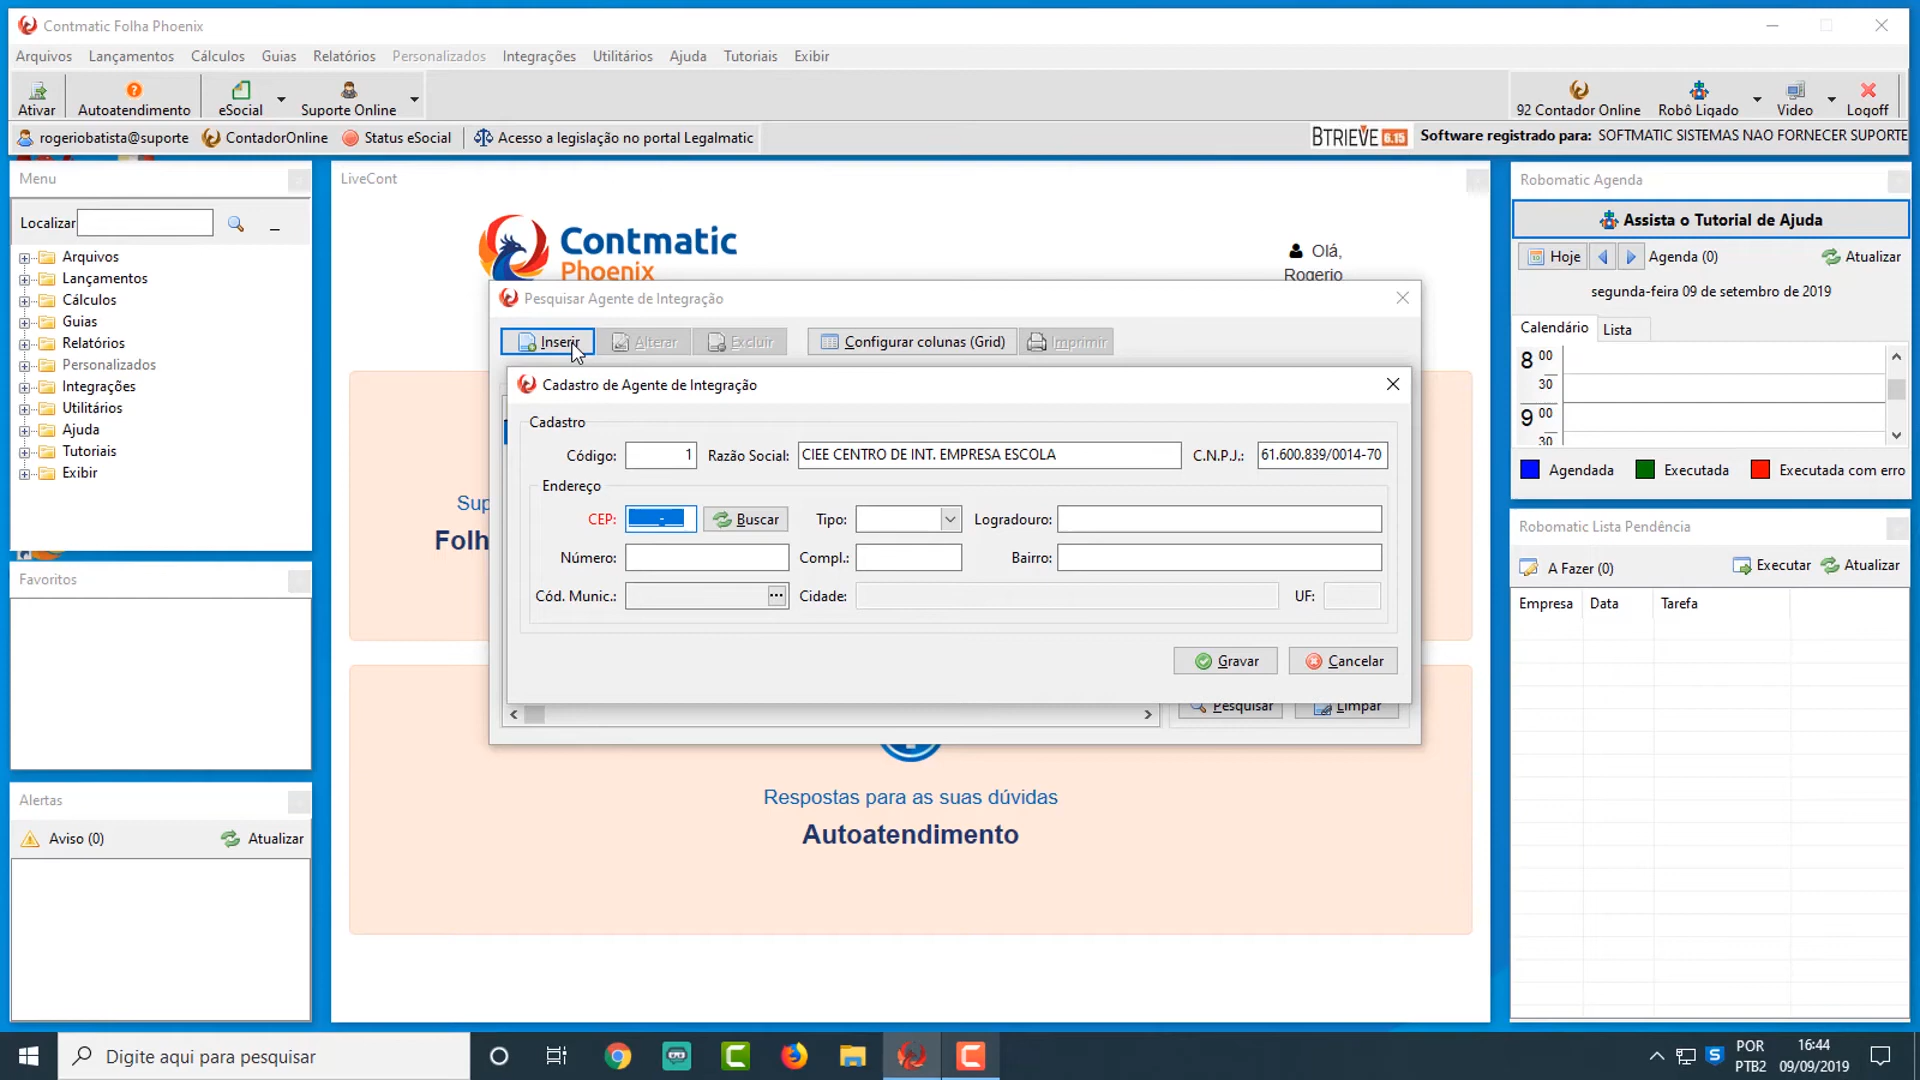 Contmatic Folha Phoenix
Arquivos Lançamentos Cálculos Guias Relatórios Personalizados Integrações Utilitários Ajuda Tutoriais Exibir
Ativar Autoatendimento eSocial Suporte Online 92 Contador Online Robô Ligado Video Logoff
rogeriobatista@suporte ContadorOnline Status eSocial Acesso a legislação no portal Legalmatic BTRIEVE 6.15 Software registrado para: SOFTMATIC SISTEMAS NAO FORNECER SUPORTE
Menu
Localizar
Arquivos
Lançamentos
Cálculos
Guias
Relatórios
Personalizados
Integrações
Utilitários
Ajuda
Tutoriais
Exibir
Favoritos
Alertas
Aviso (0) Atualizar
LiveCont
Contmatic
Phoenix
Olá,
Rogerio
Sup
Folh
Pesquisar Agente de Integração
Inserir Alterar Excluir Configurar colunas (Grid) Imprimir
Cadastro de Agente de Integração
Cadastro
Código: 1 Razão Social: CIEE CENTRO DE INT. EMPRESA ESCOLA C.N.P.J.: 61.600.839/0014-70
Endereço
CEP: _____-___ Buscar Tipo: Logradouro:
Número: Compl.: Bairro:
Cód. Munic.: ... Cidade: UF:
Gravar Cancelar
Pesquisar Limpar
Respostas para as suas dúvidas
Autoatendimento
Robomatic Agenda
Assista o Tutorial de Ajuda
Hoje Agenda (0) Atualizar
segunda-feira 09 de setembro de 2019
Calendário Lista
8 00
30
9 00
30
Agendada Executada Executada com erro
Robomatic Lista Pendência
A Fazer (0) Executar Atualizar
Empresa Data Tarefa
Digite aqui para pesquisar
POR
PTB2
16:44
09/09/2019